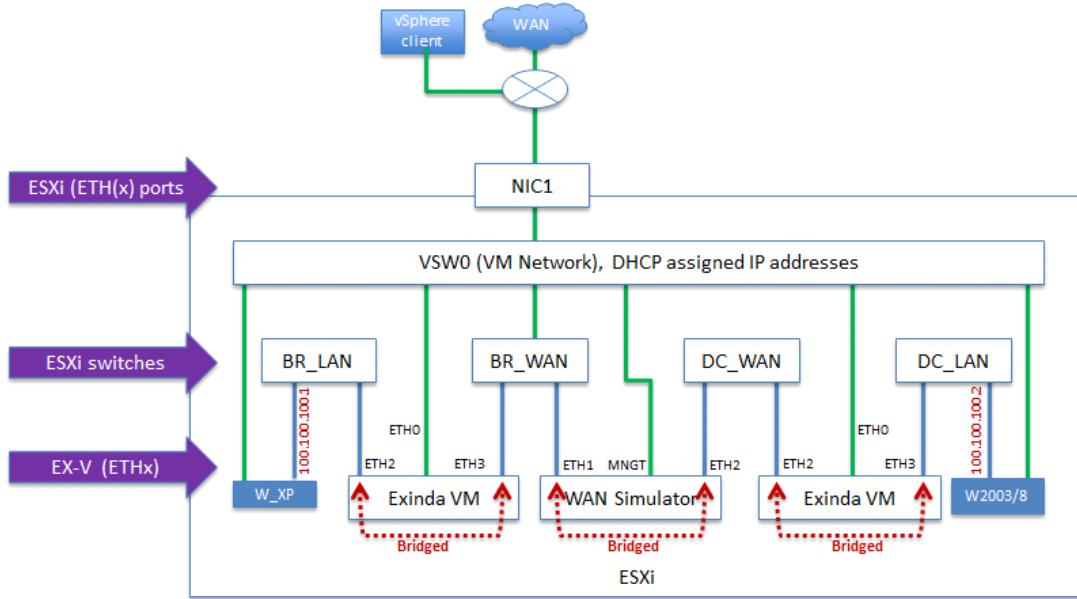 vSphere
client
WAN
ESXi (ETH(x) ports
NIC1
VSW0 (VM Network), DHCP assigned IP addresses
ESXi switches
BR_LAN
BR_WAN
DC_WAN
DC_LAN
100.100.100.1
100.100.100.2
ETH0
ETH0
EX-V (ETHx)
ETH2
ETH3
ETH1
MNGT
ETH2
ETH2
ETH3
W_XP
Exinda VM
WAN Simulator
Exinda VM
W2003/8
Bridged
Bridged
Bridged
ESXi